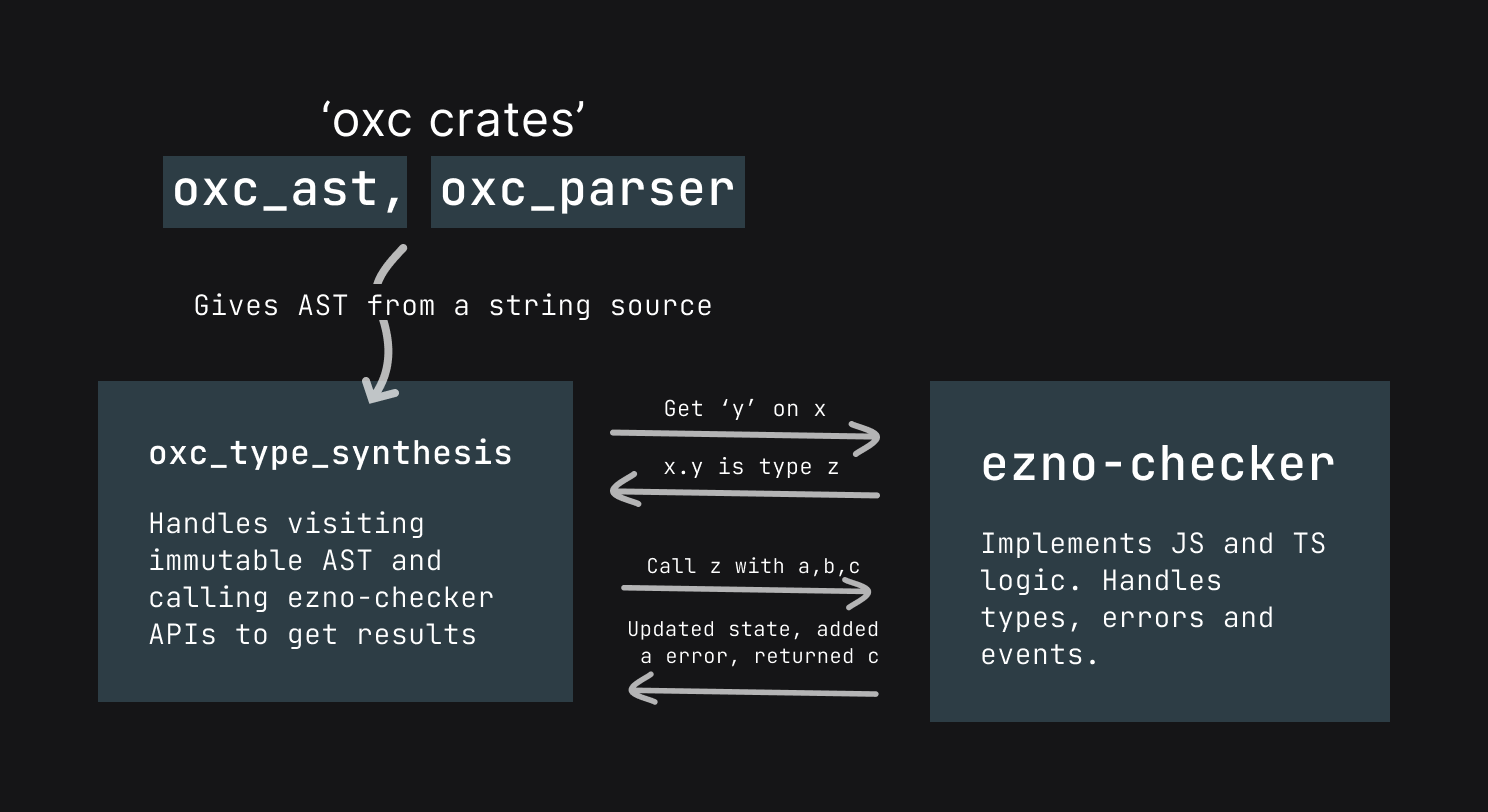 ‘oxc crates’
oxc_ast, oxc_parser
Gives AST from a string source
oxc_type_synthesis
Handles visiting
immutable AST and
calling ezno-checker
APIs to get results
Get ‘y’ on x
x.y is type z
Call z with a,b,c
Updated state, added
a error, returned c
ezno-checker
Implements JS and TS
logic. Handles
types, errors and
events.